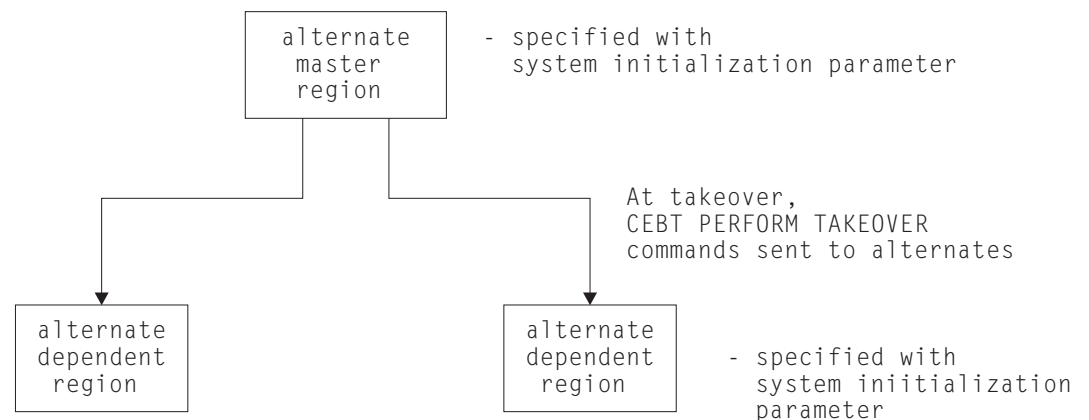 alternate
master
region
- specified with
system initialization parameter
At takeover,
CEBT PERFORM TAKEOVER
commands sent to alternates
alternate
dependent
region
alternate
dependent
region
- specified with
system iniitialization
parameter